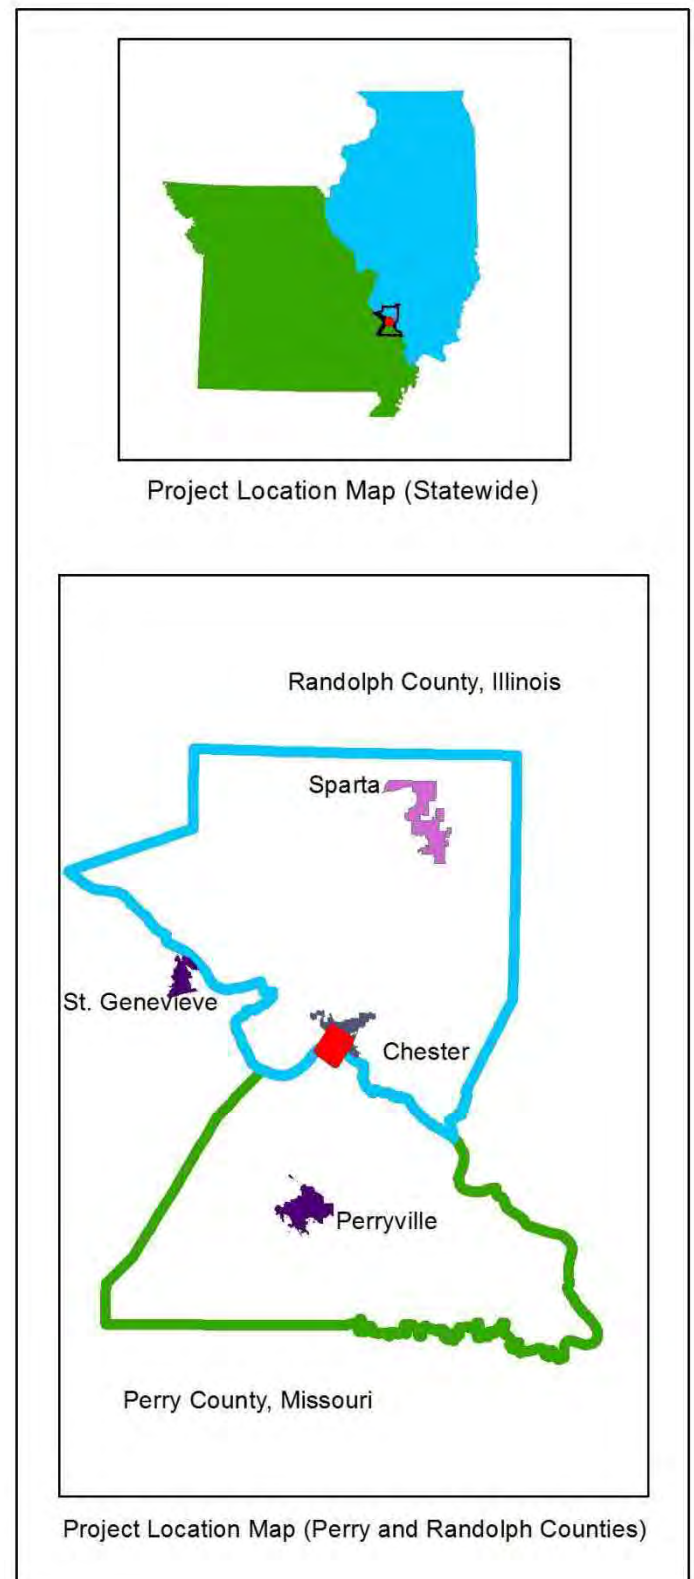 Project Location Map (Statewide)
Randolph County, Illinois
Sparta
St. Genevieve
Chester
Perryville
Perry County, Missouri
Project Location Map (Perry and Randolph Counties)